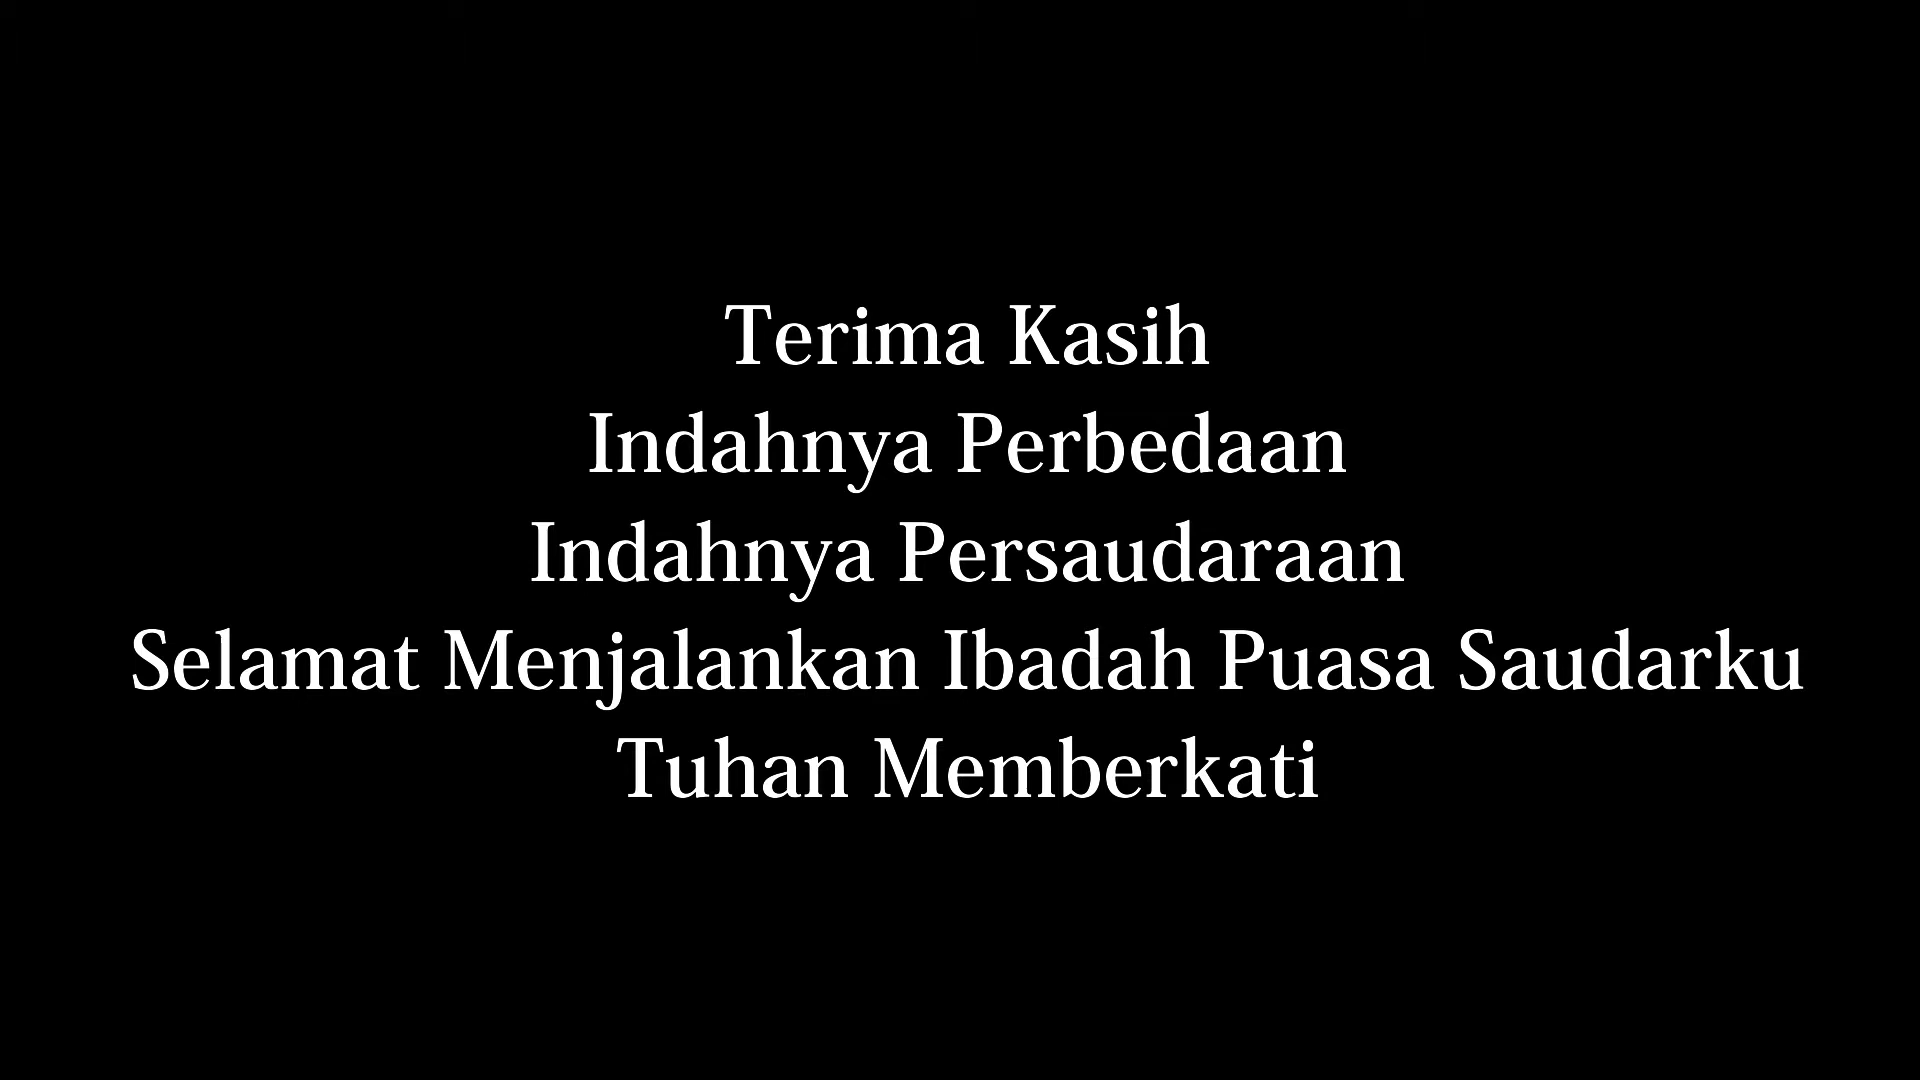 Terima Kasih
Indahnya Perbedaan
Indahnya Persaudaraan
Selamat Menjalankan Ibadah Puasa Saudarku
Tuhan Memberkati